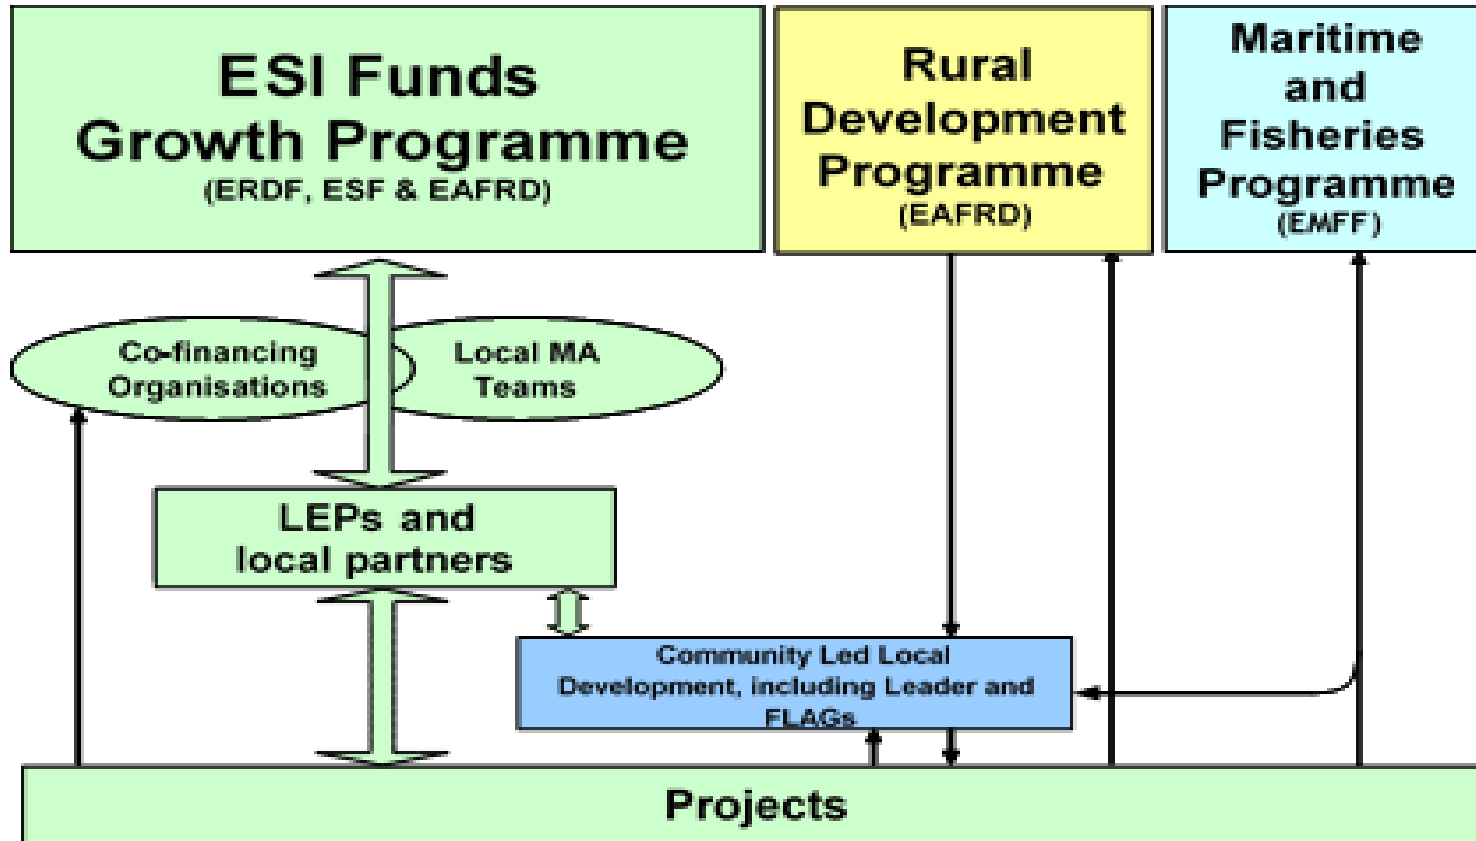 ESI Funds
Growth Programme
(ERDF, ESF & EAFRD)
Rural
Development
Programme
(EAFRD)
Maritime
and
Fisheries
Programme
(EMFF)
Co-financing
Organisations
Local MA
Teams
LEPs and
local partners
Community Led Local
Development, including Leader and
FLAGs
Projects